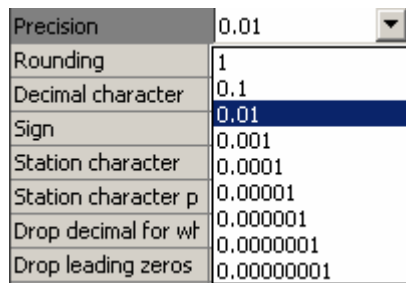 Precision 0.01
Rounding 1
Decimal character 0.1
0.01
Sign 0.001
Station character 0.0001
Station character p 0.00001
0.000001
Drop decimal for wh 0.0000001
Drop leading zeros 0.00000001